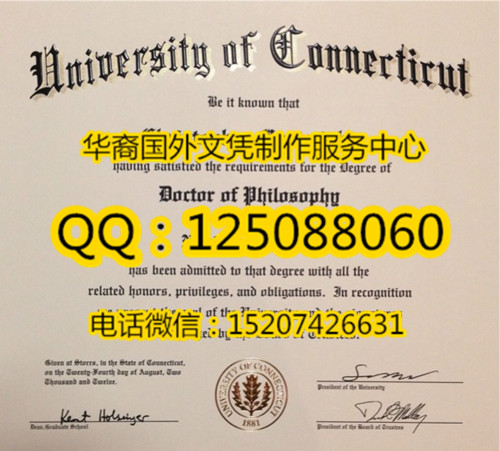 University of Connecticut
Be it known that
华裔国外文凭制作服务中心
having satisfied the requirements for the Degree of
Doctor of Philosophy
QQ：125088060
has been admitted to that degree with all the
related honors, privileges, and obligations. In recognition
电话微信：15207426631
Given at Storrs, in the State of Connecticut,
on the Twenty-Fourth day of August, Two
Thousand and Twelve.
UNIVERSITY OF CONNECTICUT
1881
President of the University
Kent Holsinger
Dean, Graduate School
President of the Board of Trustees